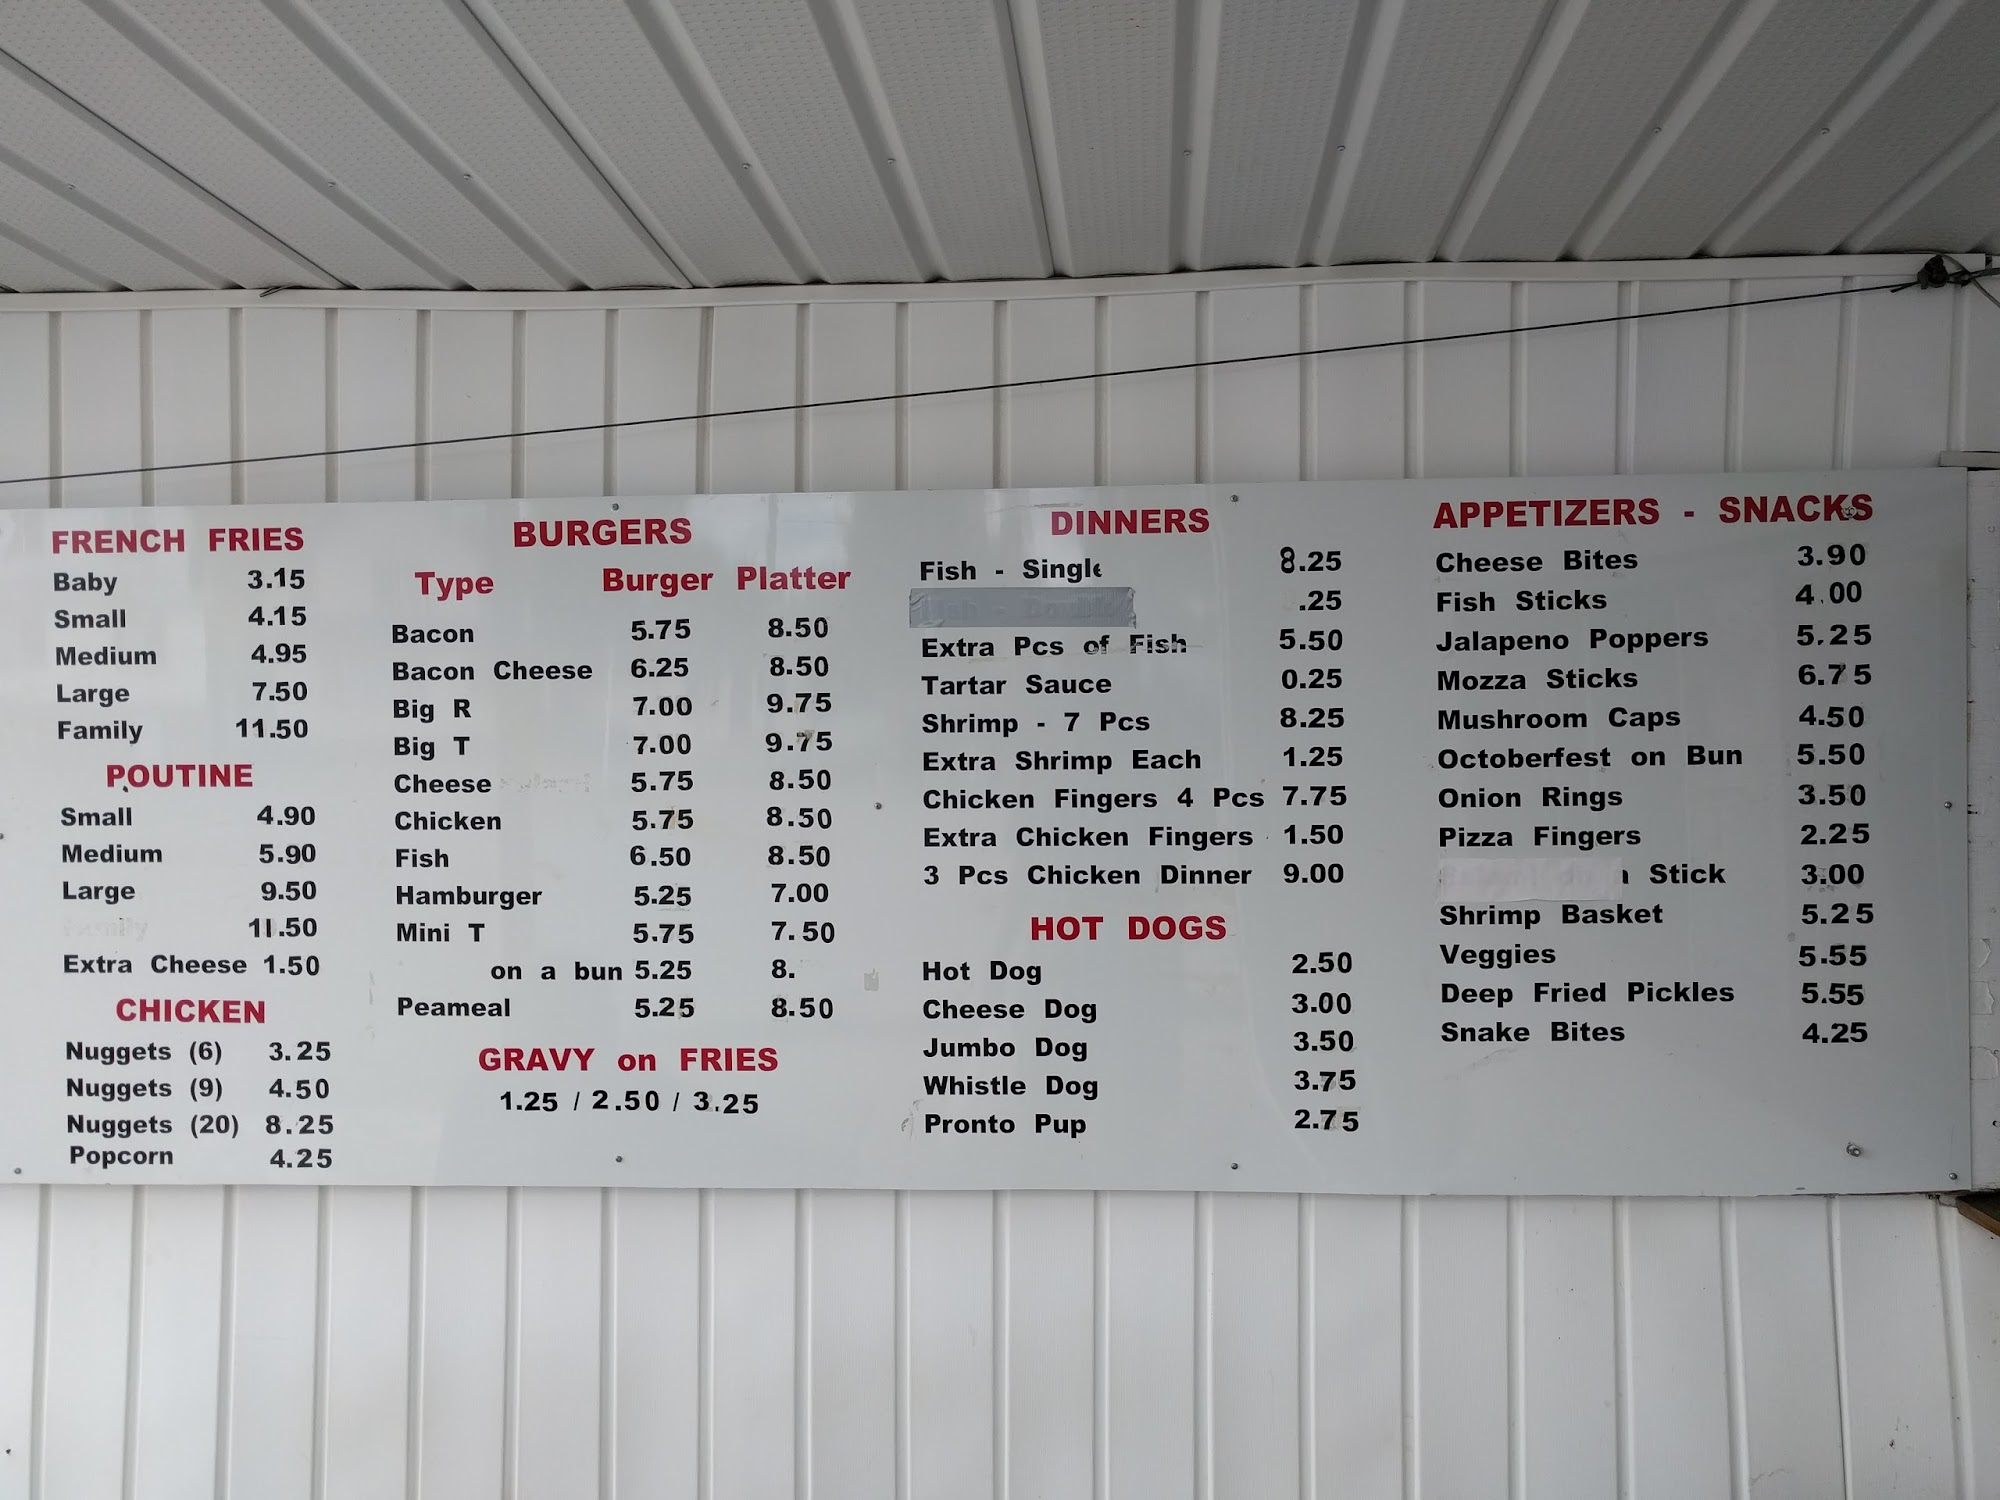 FRENCH FRIES
Baby 3.15
Small 4.15
Medium 4.95
Large 7.50
Family 11.50
POUTINE
Small 4.90
Medium 5.90
Large 9.50
Family 11.50
Extra Cheese 1.50
CHICKEN
Nuggets (6) 3.25
Nuggets (9) 4.50
Nuggets (20) 8.25
Popcorn 4.25
BURGERS
Type Burger Platter
Bacon 5.75 8.50
Bacon Cheese 6.25 8.50
Big R 7.00 9.75
Big T 7.00 9.75
Cheese 5.75 8.50
Chicken 5.75 8.50
Fish 6.50 8.50
Hamburger 5.25 7.00
Mini T 5.75 7.50
on a bun 5.25 8.
Peameal 5.25 8.50
GRAVY on FRIES
1.25 / 2.50 / 3.25
DINNERS
Fish - Single 8.25
.25
Extra Pcs of Fish 5.50
Tartar Sauce 0.25
Shrimp - 7 Pcs 8.25
Extra Shrimp Each 1.25
Chicken Fingers 4 Pcs 7.75
Extra Chicken Fingers 1.50
3 Pcs Chicken Dinner 9.00
HOT DOGS
Hot Dog 2.50
Cheese Dog 3.00
Jumbo Dog 3.50
Whistle Dog 3.75
Pronto Pup 2.75
APPETIZERS - SNACKS
Cheese Bites 3.90
Fish Sticks 4.00
Jalapeno Poppers 5.25
Mozza Sticks 6.75
Mushroom Caps 4.50
Octoberfest on Bun 5.50
Onion Rings 3.50
Pizza Fingers 2.25
Stick 3.00
Shrimp Basket 5.25
Veggies 5.55
Deep Fried Pickles 5.55
Snake Bites 4.25